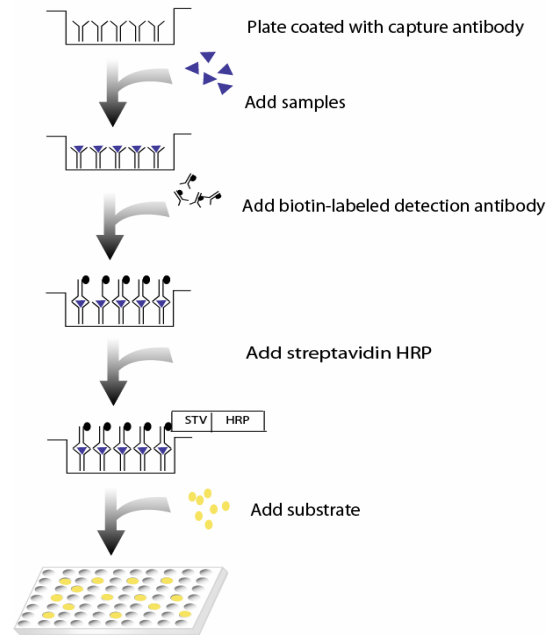 Plate coated with capture antibody
Add samples
Add biotin-labeled detection antibody
Add streptavidin HRP
STV HRP
Add substrate